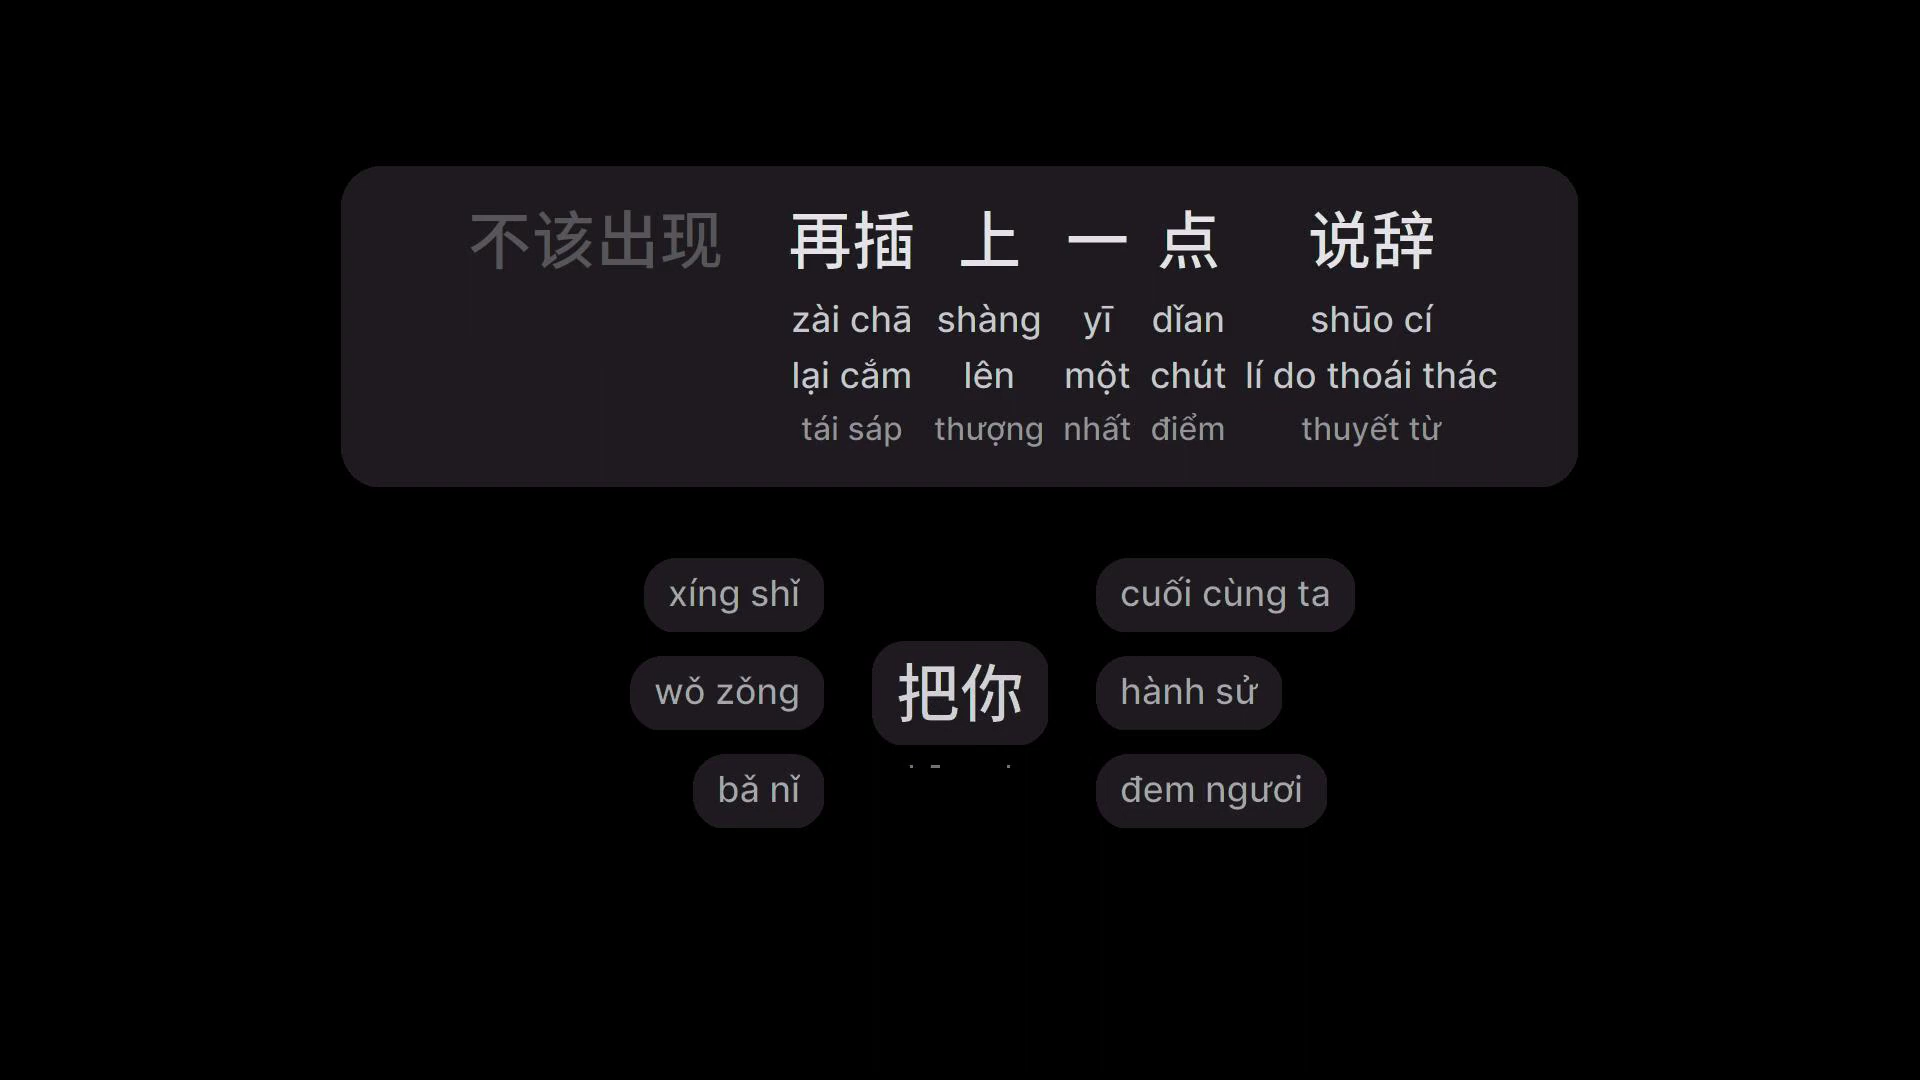 不该出现 再插 上 一 点 说辞
zài chā shàng yī dǐan shūo cí
lại cắm lên một chút lí do thoái thác
tái sáp thượng nhất điểm thuyết từ
xíng shǐ cuối cùng ta
wǒ zǒng 把你 hành sử
bǎ nǐ đem ngươi